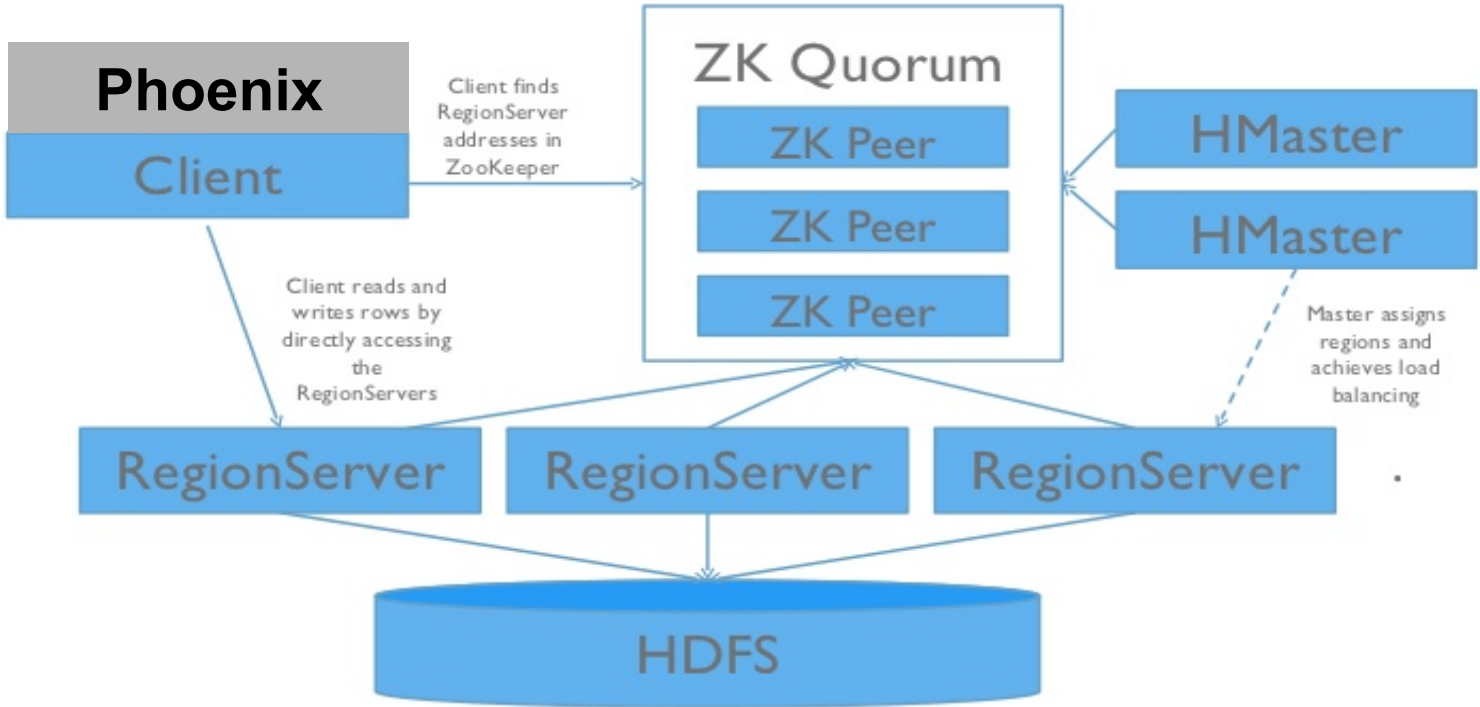 Phoenix
Client
Client finds
RegionServer
addresses in
ZooKeeper
ZK Quorum
ZK Peer
ZK Peer
ZK Peer
HMaster
HMaster
Client reads and
writes rows by
directly accessing
the
RegionServers
Master assigns
regions and
achieves load
balancing
RegionServer
RegionServer
RegionServer
HDFS